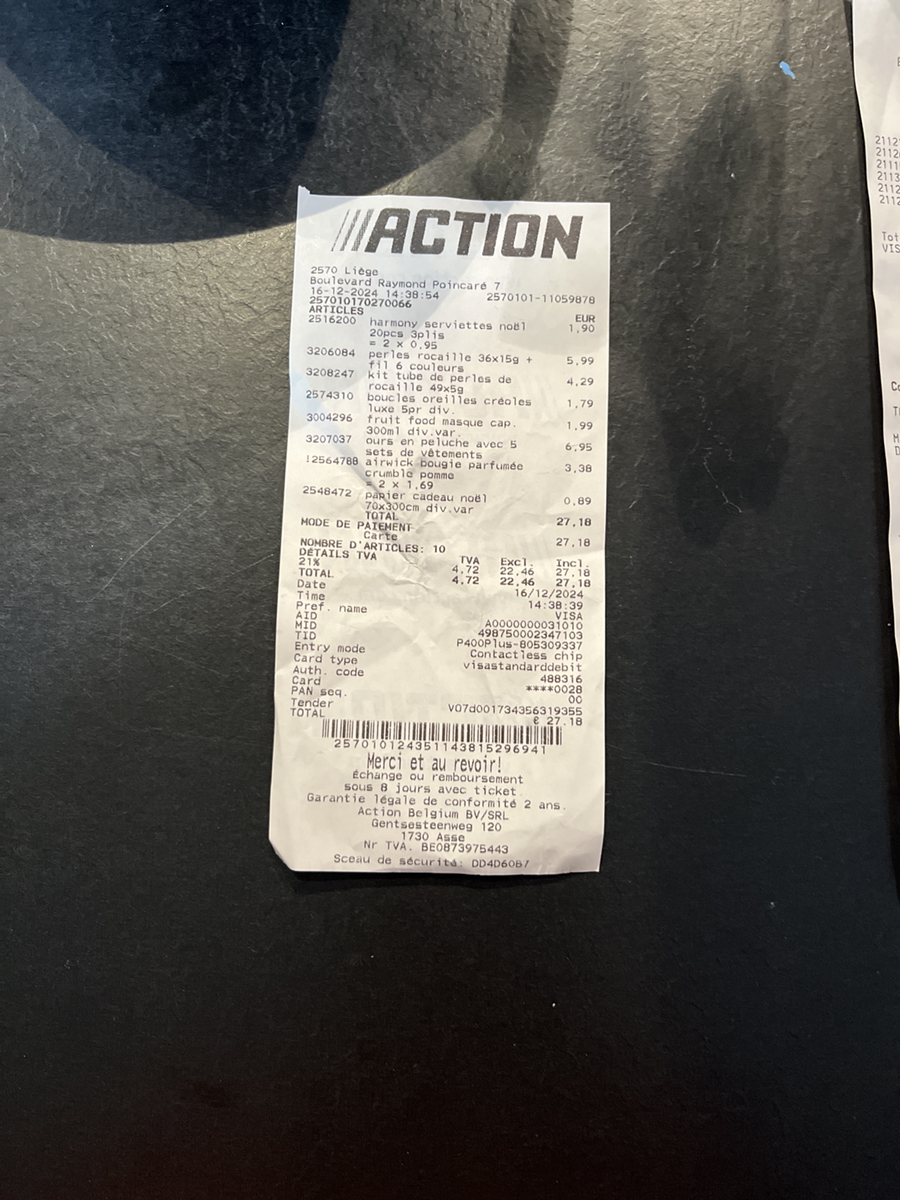 ACTION
2570 Liège
Boulevard Raymond Poincaré 7
16-12-2024 14:38:54 2570101-11059878
257010170270066
ARTICLES EUR
2516200 harmony serviettes noël 1,90
20pcs 3plis
= 2 x 0,95
3206084 perles rocaille 36x15g + 5,99
fil 6 couleurs
3208247 kit tube de perles de 4,29
rocaille 49x5g
2574310 boucles oreilles créoles 1,79
luxe 5pr div.
3004296 fruit food masque cap. 1,99
300ml div.var.
3207037 ours en peluche avec 5 6,95
sets de vêtements
12564788 airwick bougie parfumée 3,38
crumble pomme
= 2 x 1,69
2548472 papier cadeau noël 0,89
70x300cm div.var
TOTAL 27,18
MODE DE PAIEMENT
Carte 27,18
NOMBRE D'ARTICLES: 10
DÉTAILS TVA TVA Excl. Incl.
21% 4,72 22,46 27,18
TOTAL 4,72 22,46 27,18
Date 16/12/2024
Time 14:38:39
Pref. name VISA
AID A0000000031010
MID 498750002347103
TID P400Plus-805309337
Entry mode Contactless chip
Card type visastandarddebit
Auth. code 488316
Card ****0028
PAN seq. 00
Tender V07d001734356319355
TOTAL € 27.18
257010124351143815296941
Merci et au revoir!
Échange ou remboursement
sous 8 jours avec ticket.
Garantie légale de conformité 2 ans.
Action Belgium BV/SRL
Gentsesteenweg 120
1730 Asse
Nr TVA. BE0873975443
Sceau de sécurité: DD4D60B7
2112
2112
2111
2113
2112
2112
Tot
VIS